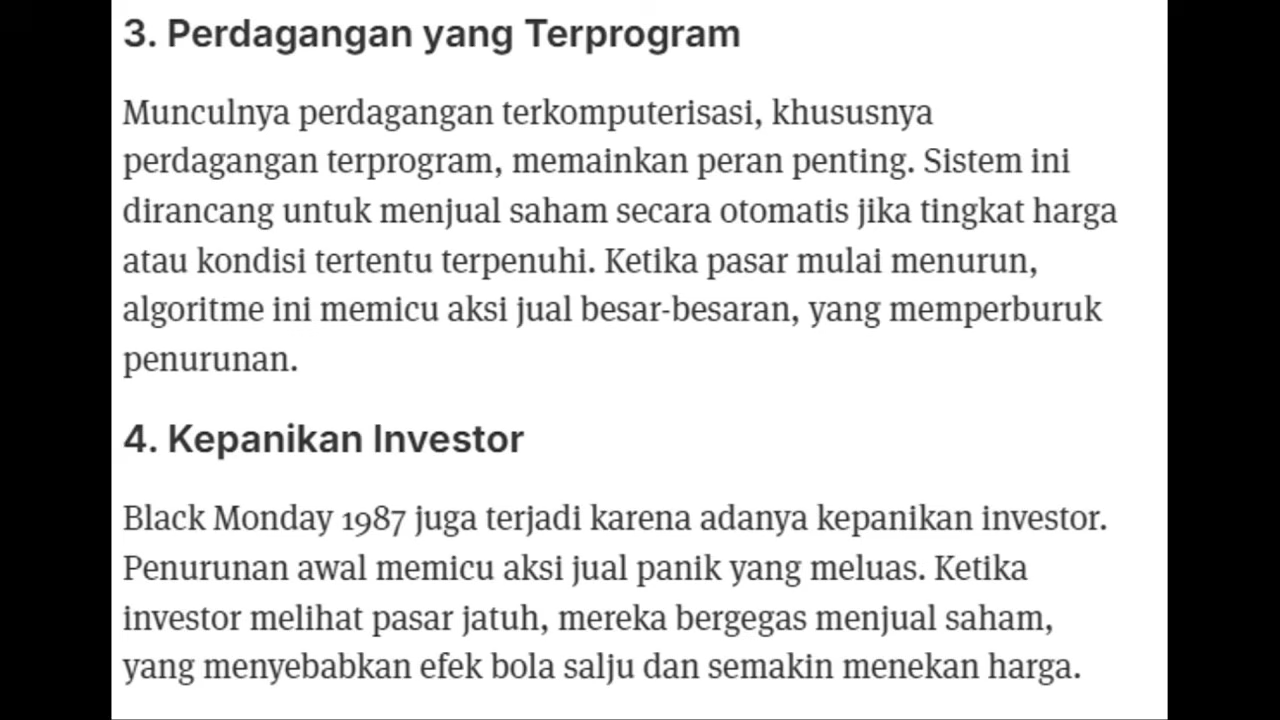 3. Perdagangan yang Terprogram
Munculnya perdagangan terkomputerisasi, khususnya
perdagangan terprogram, memainkan peran penting. Sistem ini
dirancang untuk menjual saham secara otomatis jika tingkat harga
atau kondisi tertentu terpenuhi. Ketika pasar mulai menurun,
algoritme ini memicu aksi jual besar-besaran, yang memperburuk
penurunan.
4. Kepanikan Investor
Black Monday 1987 juga terjadi karena adanya kepanikan investor.
Penurunan awal memicu aksi jual panik yang meluas. Ketika
investor melihat pasar jatuh, mereka bergegas menjual saham,
yang menyebabkan efek bola salju dan semakin menekan harga.